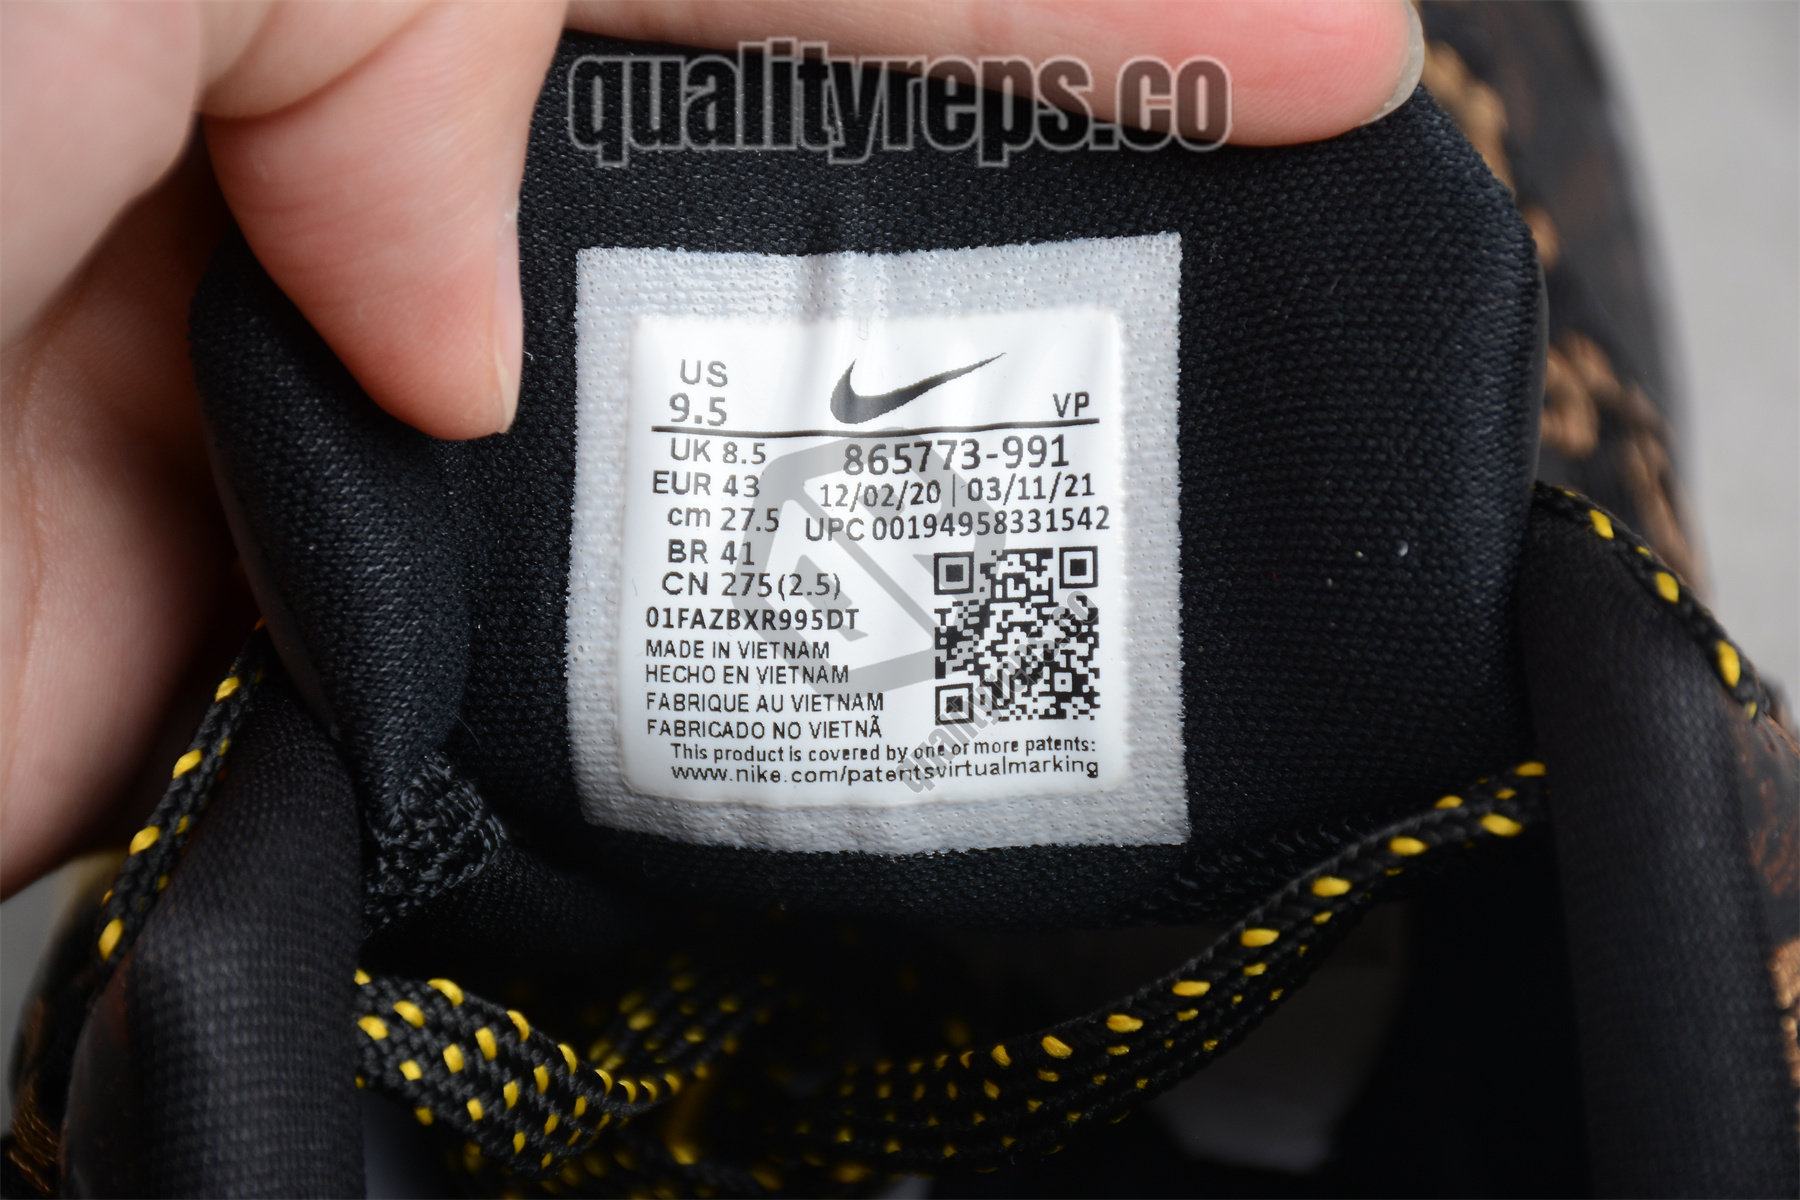 qualityreps.co
US
9.5
VP
UK 8.5
865773-991
EUR 43
12/02/20 | 03/11/21
cm 27.5
UPC 00194958331542
BR 41
CN 275(2.5)
01FAZBXR995DT
MADE IN VIETNAM
HECHO EN VIETNAM
FABRIQUE AU VIETNAM
FABRICADO NO VIETNÃ
This product is covered by one or more patents:
www.nike.com/patentsvirtualmarking
qualityreps.co